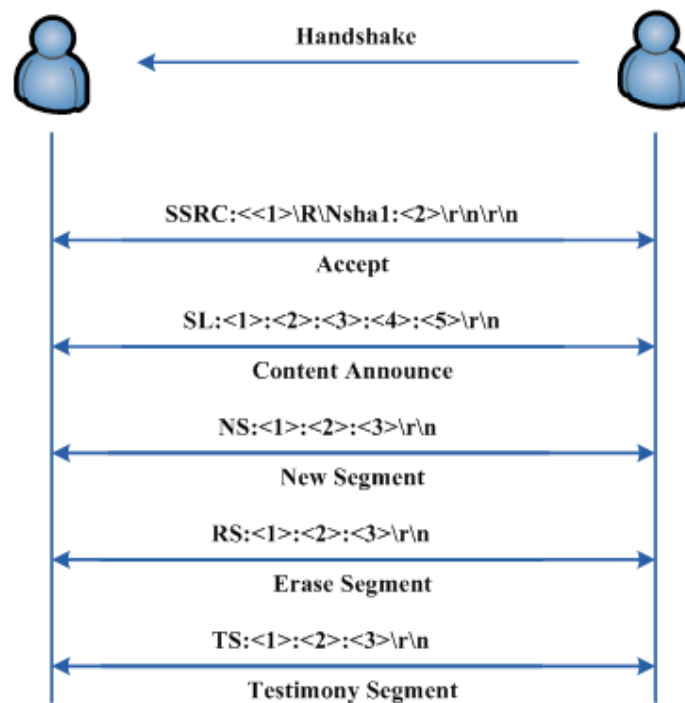 Handshake
SSRC:<<1>\R\Nsha1:<2>\r\n\r\n
Accept
SL:<1>:<2>:<3>:<4>:<5>\r\n
Content Announce
NS:<1>:<2>:<3>\r\n
New Segment
RS:<1>:<2>:<3>\r\n
Erase Segment
TS:<1>:<2>:<3>\r\n
Testimony Segment